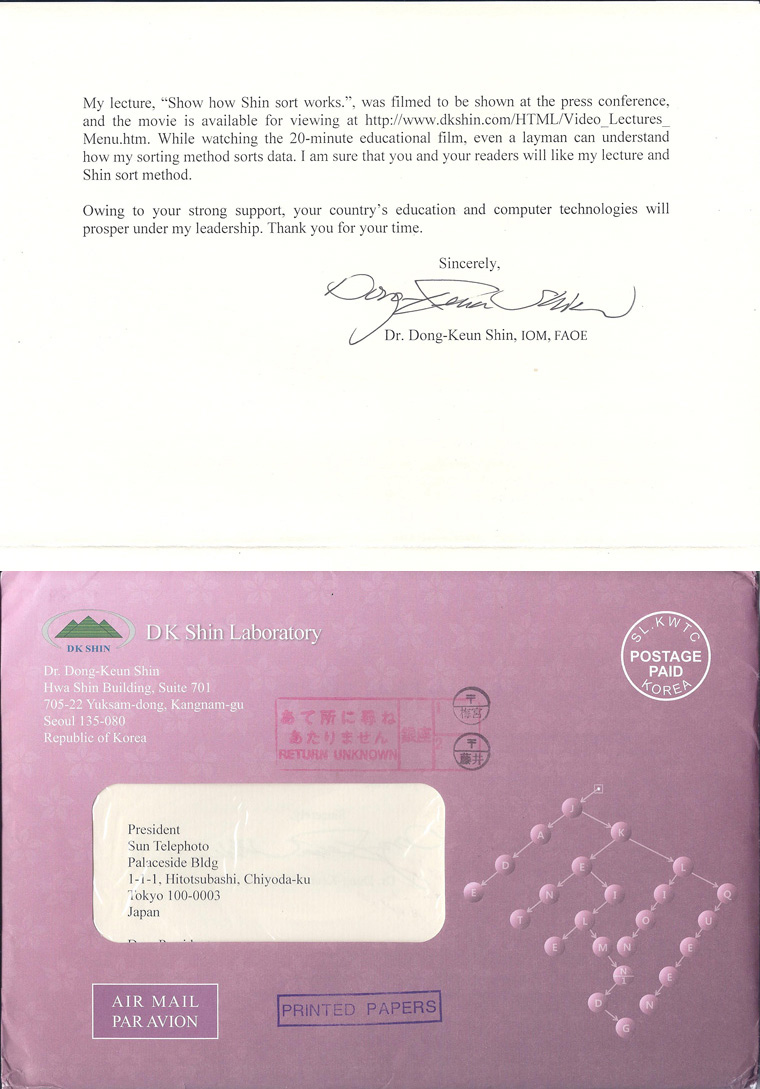 My lecture, “Show how Shin sort works.”, was filmed to be shown at the press conference,
and the movie is available for viewing at http://www.dkshin.com/HTML/Video_Lectures_
Menu.htm. While watching the 20-minute educational film, even a layman can understand
how my sorting method sorts data. I am sure that you and your readers will like my lecture and
Shin sort method.
Owing to your strong support, your country’s education and computer technologies will
prosper under my leadership. Thank you for your time.
Sincerely,
Dong-Keun Shin
Dr. Dong-Keun Shin, IOM, FAOE
DK SHIN
DK Shin Laboratory
SL.KWTC
POSTAGE
PAID
KOREA
Dr. Dong-Keun Shin
Hwa Shin Building, Suite 701
705-22 Yuksam-dong, Kangnam-gu
Seoul 135-080
Republic of Korea
あて所に尋ね
あたりません
RETURN UNKNOWN
銀座
1
2
〒
〒
藤井
President
Sun Telephoto
Palaceside Bldg
1-1-1, Hitotsubashi, Chiyoda-ku
Tokyo 100-0003
Japan
J
A K
D E L
E N I I Q
L O U
E M N E
N E
D N
G
AIR MAIL
PAR AVION
PRINTED PAPERS